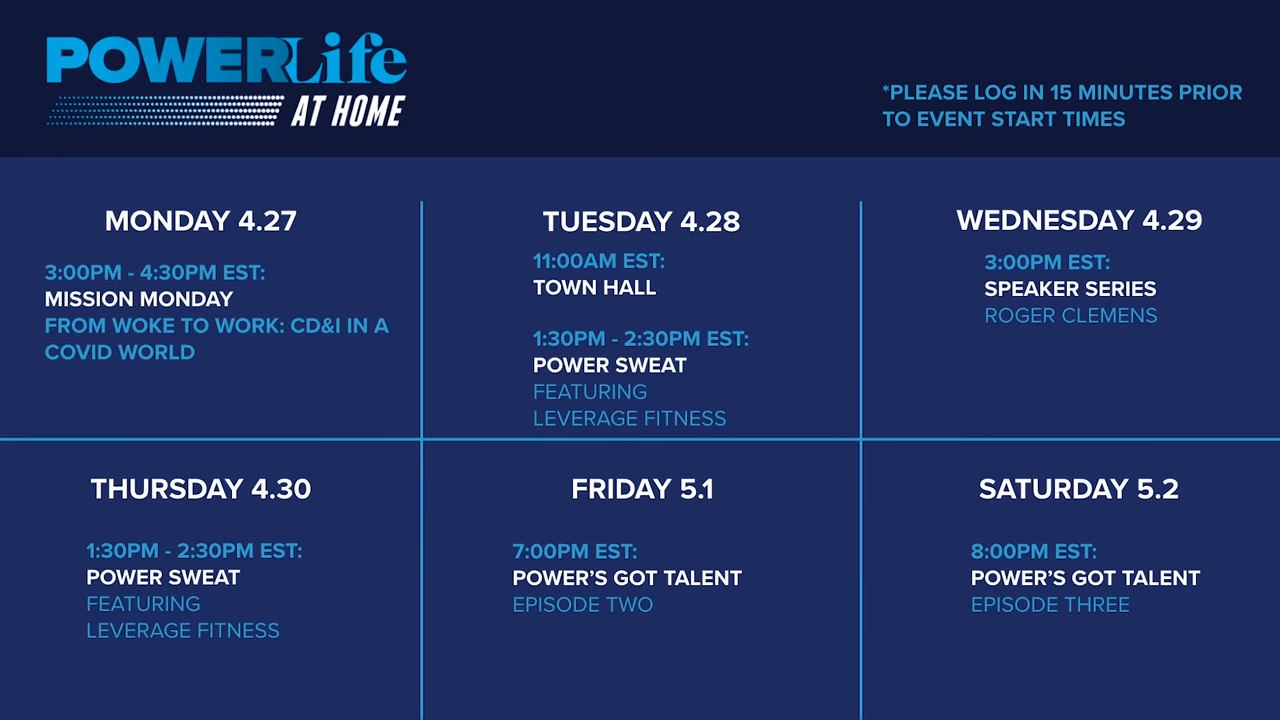 POWERLife
AT HOME
*PLEASE LOG IN 15 MINUTES PRIOR
TO EVENT START TIMES
MONDAY 4.27
3:00PM - 4:30PM EST:
MISSION MONDAY
FROM WOKE TO WORK: CD&I IN A
COVID WORLD
TUESDAY 4.28
11:00AM EST:
TOWN HALL
1:30PM - 2:30PM EST:
POWER SWEAT
FEATURING
LEVERAGE FITNESS
WEDNESDAY 4.29
3:00PM EST:
SPEAKER SERIES
ROGER CLEMENS
THURSDAY 4.30
1:30PM - 2:30PM EST:
POWER SWEAT
FEATURING
LEVERAGE FITNESS
FRIDAY 5.1
7:00PM EST:
POWER'S GOT TALENT
EPISODE TWO
SATURDAY 5.2
8:00PM EST:
POWER'S GOT TALENT
EPISODE THREE